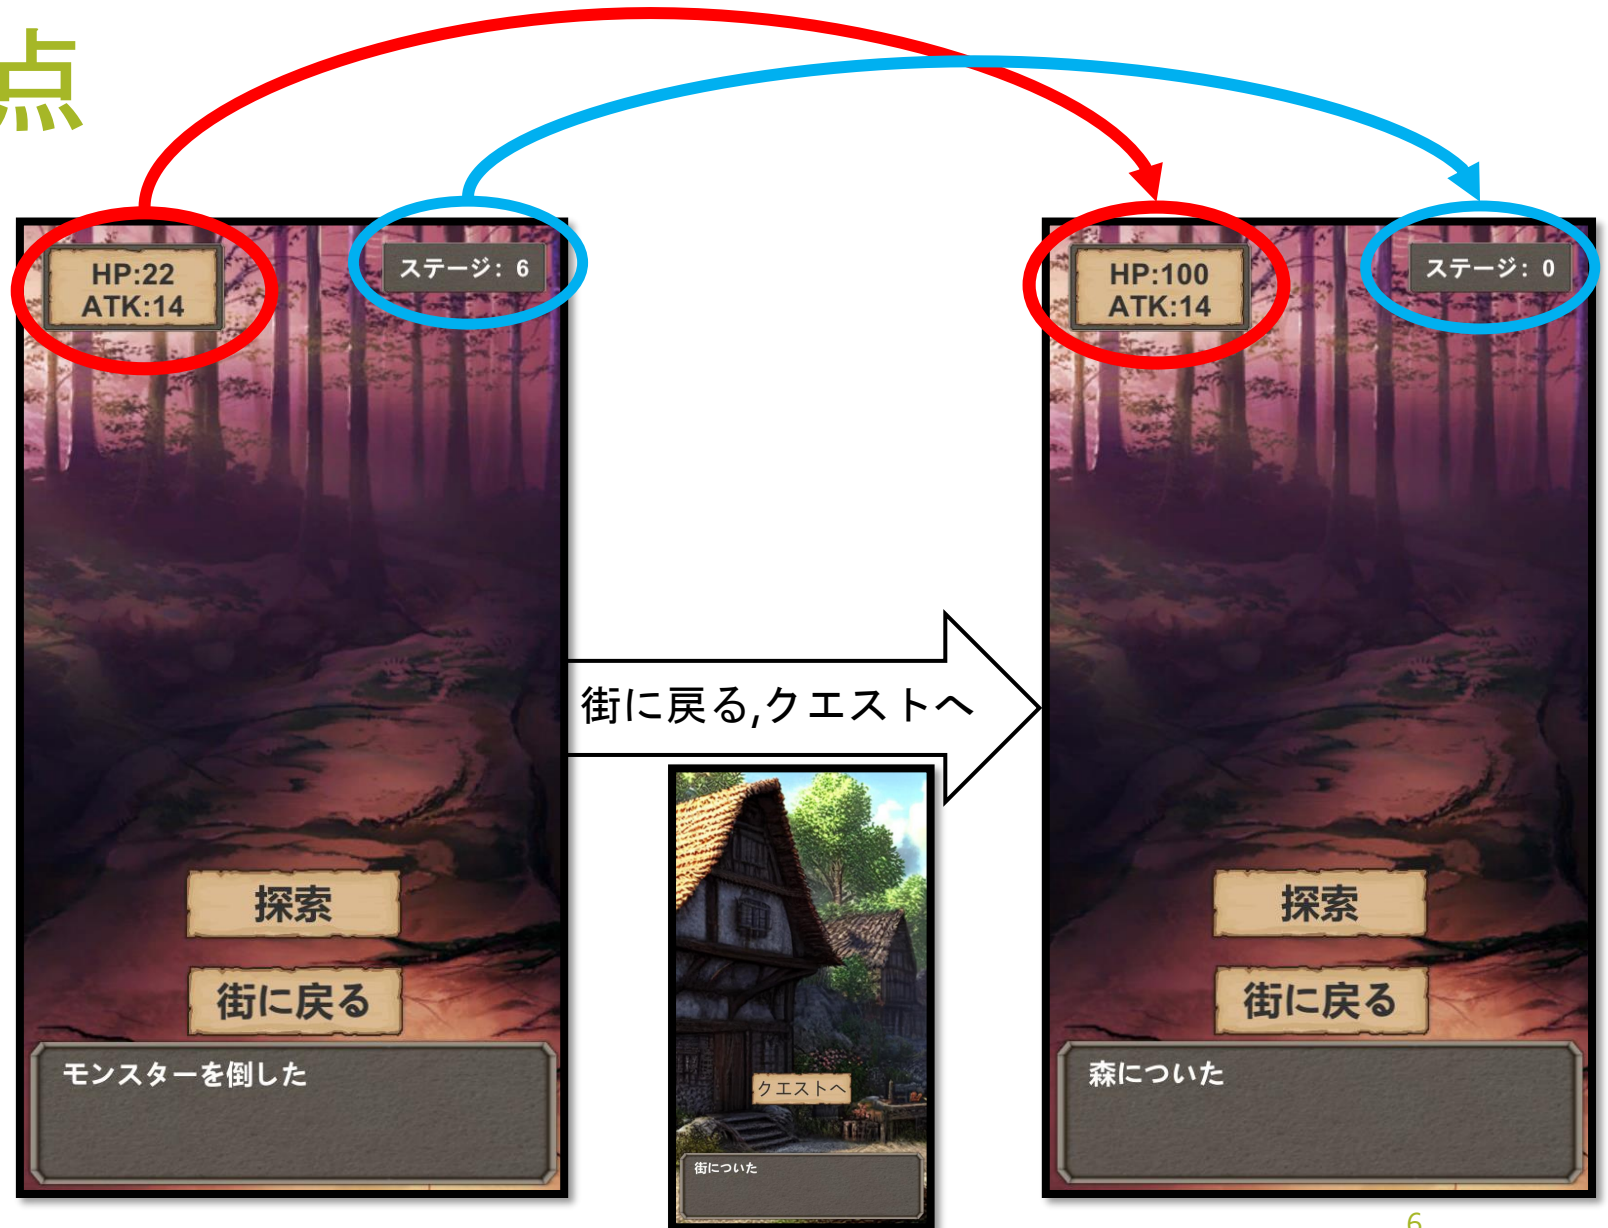 点
HP:22
ATK:14
ステージ: 6
探索
街に戻る
モンスターを倒した
街に戻る,クエストへ
クエストへ
街についた
HP:100
ATK:14
ステージ: 0
探索
街に戻る
森についた
6